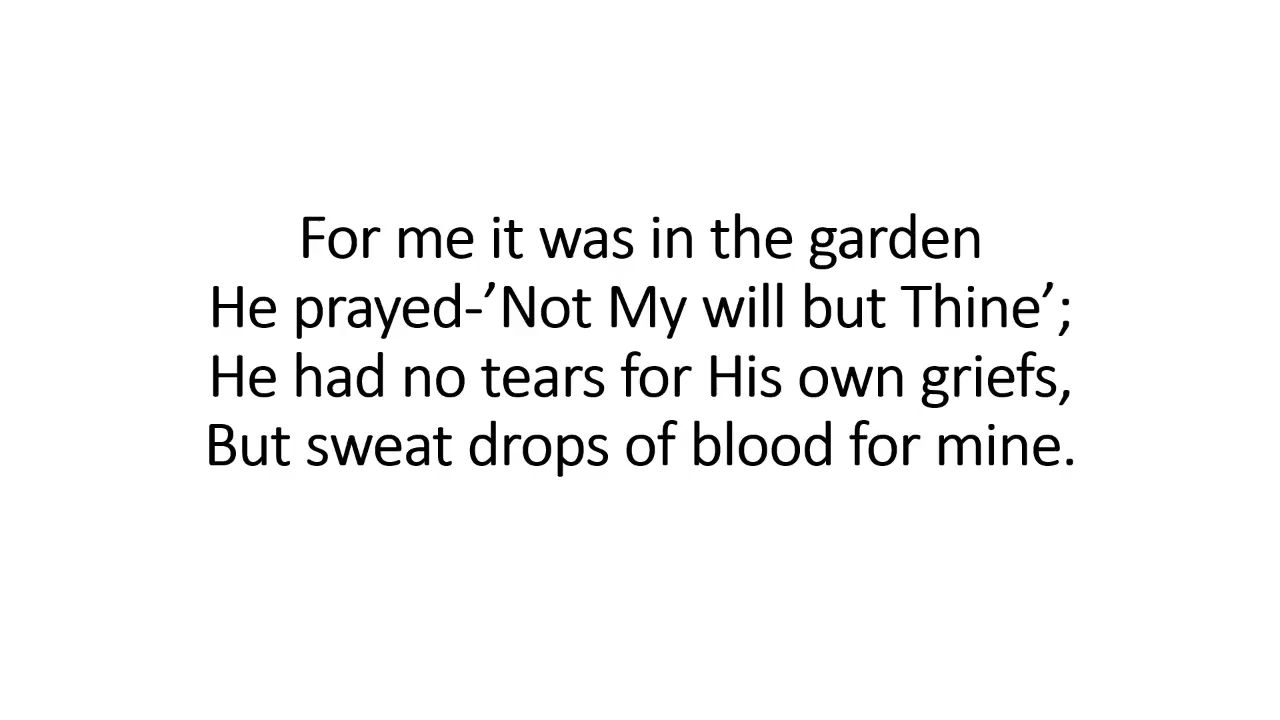 For me it was in the garden
He prayed-’Not My will but Thine’;
He had no tears for His own griefs,
But sweat drops of blood for mine.